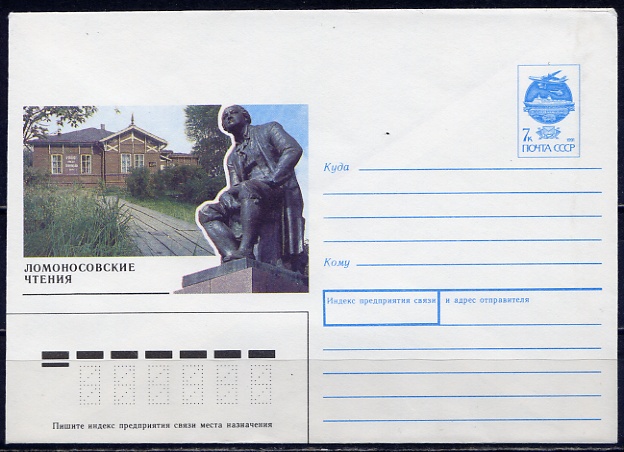 7к
ПОЧТА СССР
Куда
ЛОМОНОСОВСКИЕ
ЧТЕНИЯ
Кому
Индекс предприятия связи и адрес отправителя
Пишите индекс предприятия связи места назначения